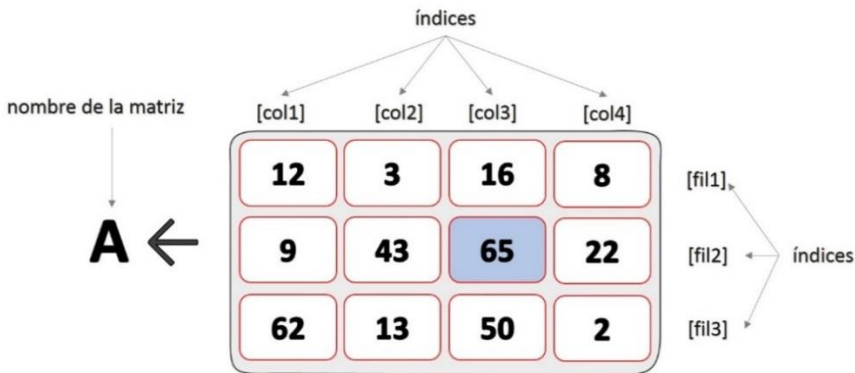 índices
nombre de la matriz
[col1] [col2] [col3] [col4]
12 3 16 8 [fil1]
A 9 43 65 22 [fil2] índices
62 13 50 2 [fil3]